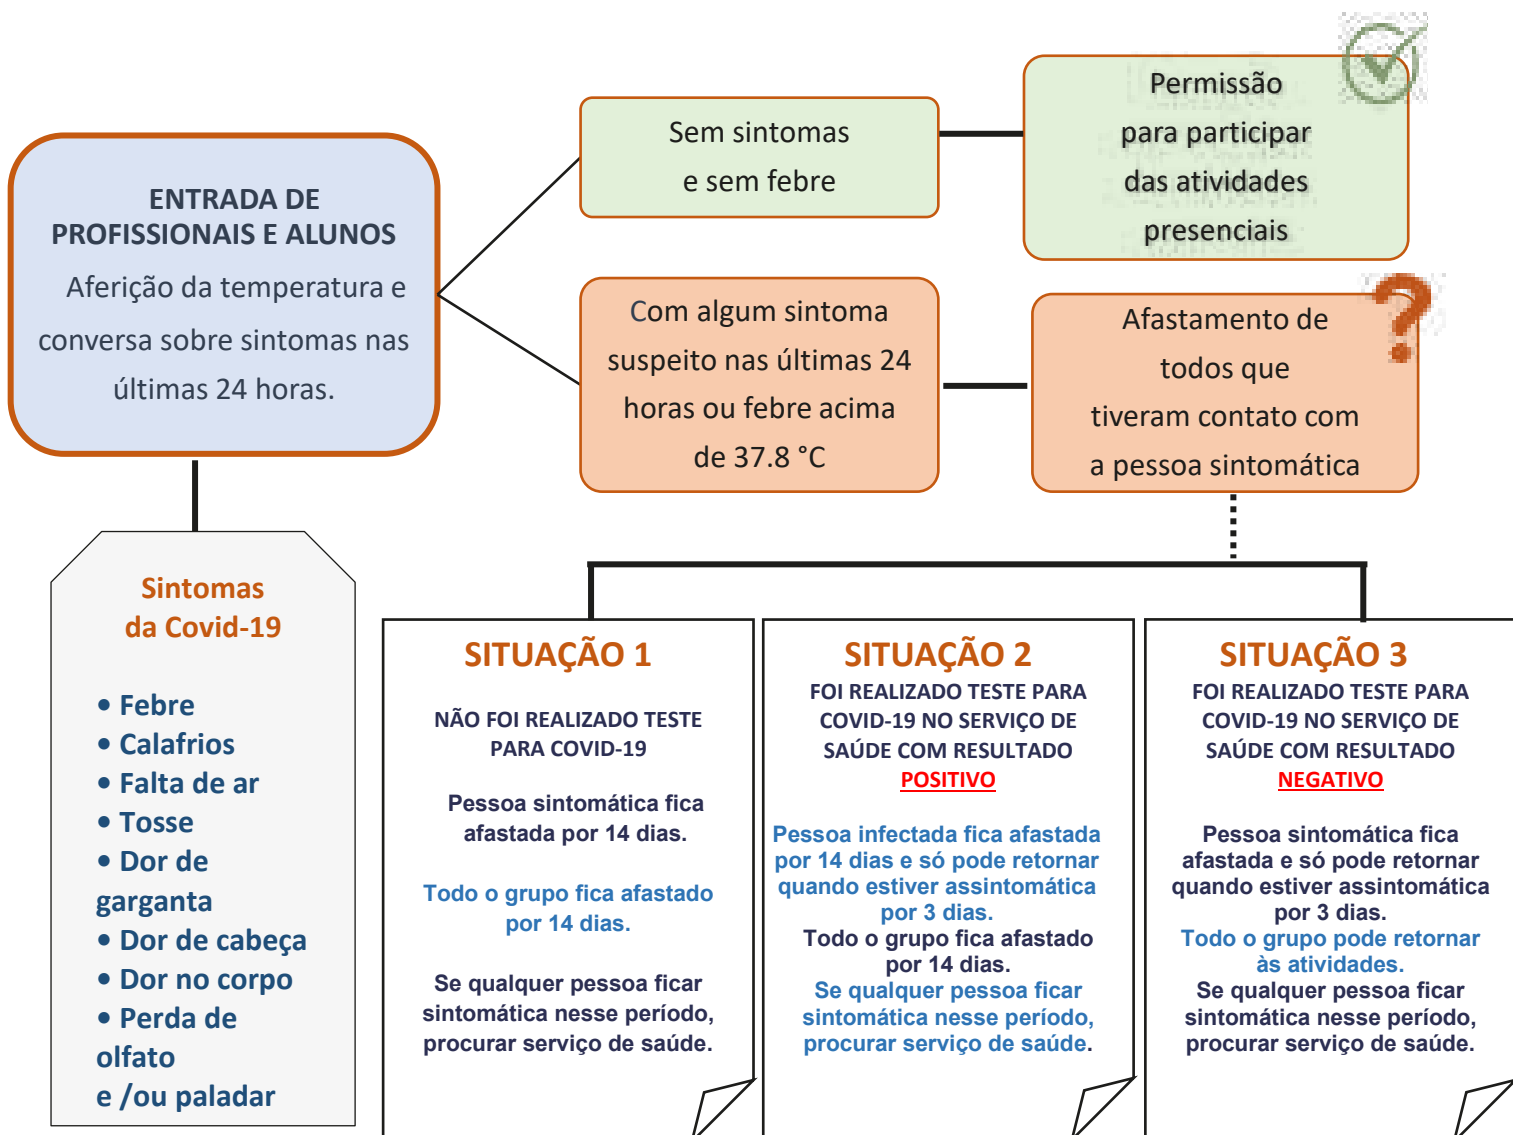 ENTRADA DE
PROFISSIONAIS E ALUNOS
Aferição da temperatura e
conversa sobre sintomas nas
últimas 24 horas.
Sem sintomas
e sem febre
Permissão
para participar
das atividades
presenciais
Com algum sintoma
suspeito nas últimas 24
horas ou febre acima
de 37.8 °C
Afastamento de
todos que
tiveram contato com
a pessoa sintomática
?
Sintomas
da Covid-19
• Febre
• Calafrios
• Falta de ar
• Tosse
• Dor de
garganta
• Dor de cabeça
• Dor no corpo
• Perda de
olfato
e /ou paladar
SITUAÇÃO 1
NÃO FOI REALIZADO TESTE
PARA COVID-19
Pessoa sintomática fica
afastada por 14 dias.
Todo o grupo fica afastado
por 14 dias.
Se qualquer pessoa ficar
sintomática nesse período,
procurar serviço de saúde.
SITUAÇÃO 2
FOI REALIZADO TESTE PARA
COVID-19 NO SERVIÇO DE
SAÚDE COM RESULTADO
POSITIVO
Pessoa infectada fica afastada
por 14 dias e só pode retornar
quando estiver assintomática
por 3 dias.
Todo o grupo fica afastado
por 14 dias.
Se qualquer pessoa ficar
sintomática nesse período,
procurar serviço de saúde.
SITUAÇÃO 3
FOI REALIZADO TESTE PARA
COVID-19 NO SERVIÇO DE
SAÚDE COM RESULTADO
NEGATIVO
Pessoa sintomática fica
afastada e só pode retornar
quando estiver assintomática
por 3 dias.
Todo o grupo pode retornar
às atividades.
Se qualquer pessoa ficar
sintomática nesse período,
procurar serviço de saúde.